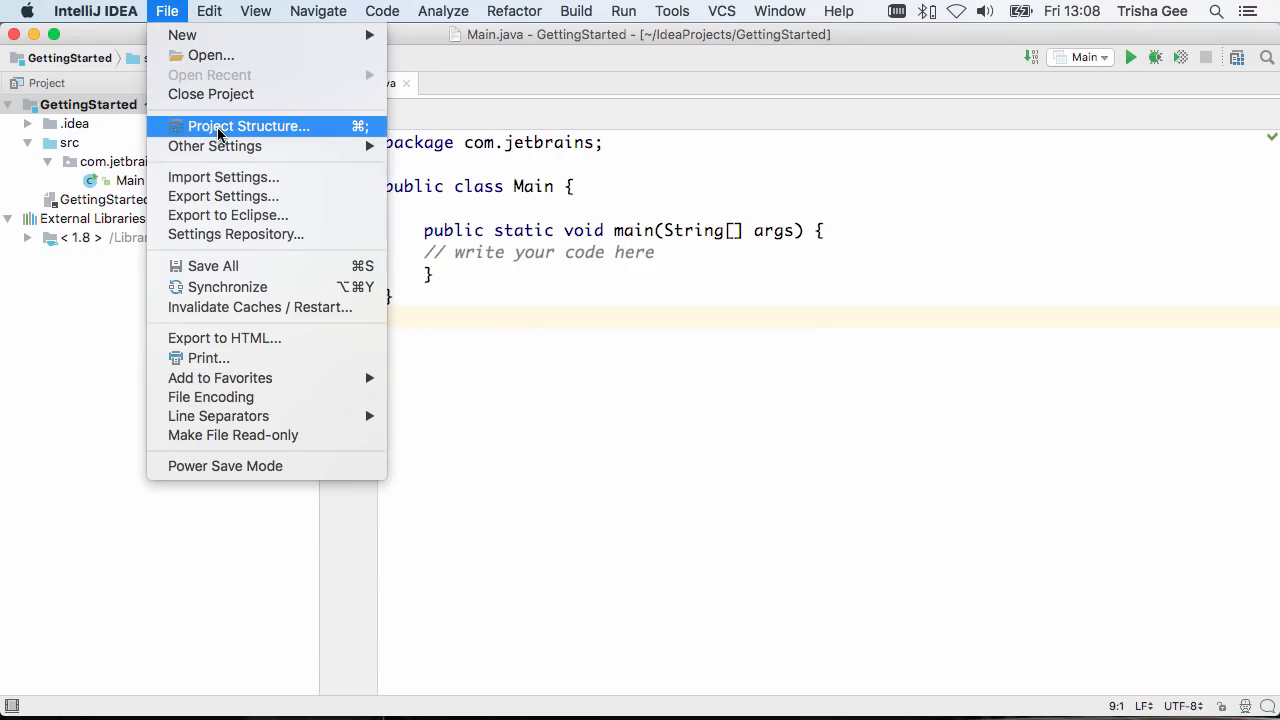 IntelliJ IDEA File Edit View Navigate Code Analyze Refactor Build Run Tools VCS Window Help Fri 13:08 Trisha Gee
Main.java - GettingStarted - [~/IdeaProjects/GettingStarted]
GettingStarted s Main
Project va
GettingStarted
.idea
src
com.jetbrai
Main
GettingStarted
External Libraries
< 1.8 > /Librar
New
Open...
Open Recent
Close Project
Project Structure... ⌘;
Other Settings
Import Settings...
Export Settings...
Export to Eclipse...
Settings Repository...
Save All ⌘S
Synchronize ⌥⌘Y
Invalidate Caches / Restart...
Export to HTML...
Print...
Add to Favorites
File Encoding
Line Separators
Make File Read-only
Power Save Mode
package com.jetbrains;
public class Main {
public static void main(String[] args) {
// write your code here
}
}
9:1 LF UTF-8